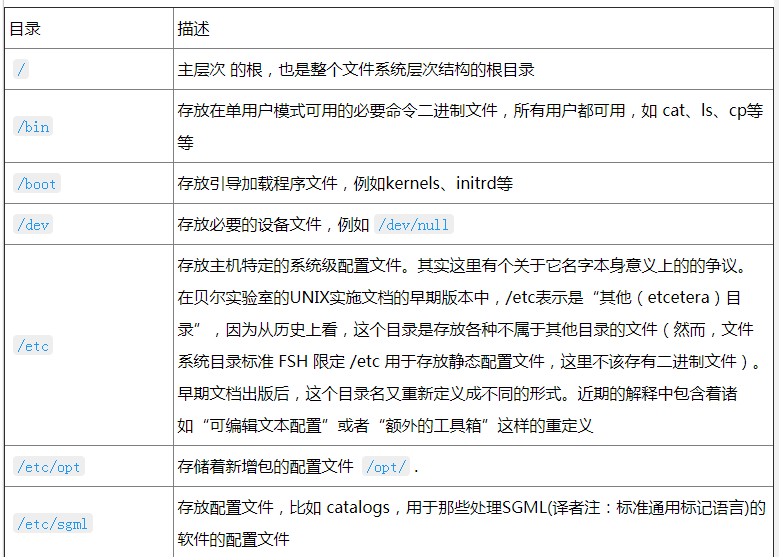 目录 描述
/ 主层次 的根，也是整个文件系统层次结构的根目录
/bin 存放在单用户模式可用的必要命令二进制文件，所有用户都可用，如 cat、ls、cp等
等
/boot 存放引导加载程序文件，例如kernels、initrd等
/dev 存放必要的设备文件，例如 /dev/null
/etc 存放主机特定的系统级配置文件。其实这里有个关于它名字本身意义上的的争议。
在贝尔实验室的UNIX实施文档的早期版本中，/etc表示是“其他（etcetera）目
录”，因为从历史上看，这个目录是存放各种不属于其他目录的文件（然而，文件
系统目录标准 FSH 限定 /etc 用于存放静态配置文件，这里不该存有二进制文件）。
早期文档出版后，这个目录名又重新定义成不同的形式。近期的解释中包含着诸
如“可编辑文本配置”或者“额外的工具箱”这样的重定义
/etc/opt 存储着新增包的配置文件 /opt/ .
/etc/sgml 存放配置文件，比如 catalogs，用于那些处理SGML(译者注：标准通用标记语言)的
软件的配置文件